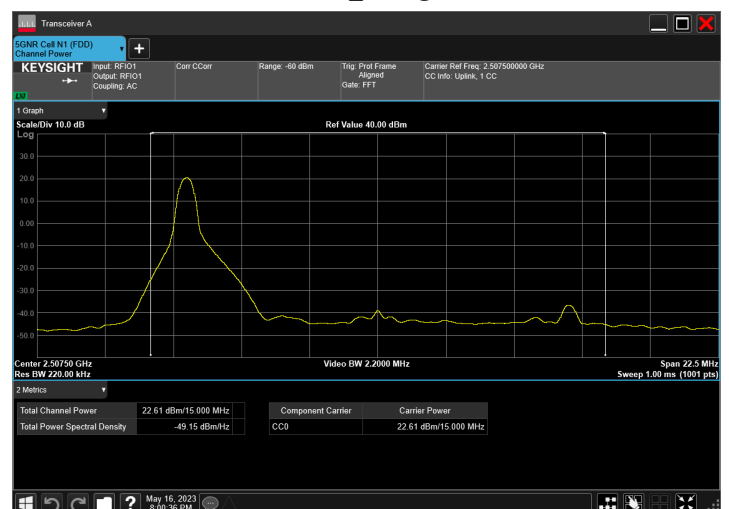 Transceiver A
5GNR Cell N1 (FDD)
Channel Power
KEYSIGHT
Input: RFIO1
Output: RFIO1
Coupling: AC
Corr CCorr
Range: -60 dBm
Trig: Prot Frame
Aligned
Gate: FFT
Carrier Ref Freq: 2.507500000 GHz
CC Info: Uplink, 1 CC
LXI
1 Graph
Scale/Div 10.0 dB
Ref Value 40.00 dBm
Log
30.0
20.0
10.0
0.00
-10.0
-20.0
-30.0
-40.0
-50.0
Center 2.50750 GHz
Video BW 2.2000 MHz
Span 22.5 MHz
Res BW 220.00 kHz
Sweep 1.00 ms (1001 pts)
2 Metrics
Total Channel Power 22.61 dBm/15.000 MHz
Total Power Spectral Density -49.15 dBm/Hz
Component Carrier Carrier Power
CC0 22.61 dBm/15.000 MHz
May 16, 2023
8:00:36 PM